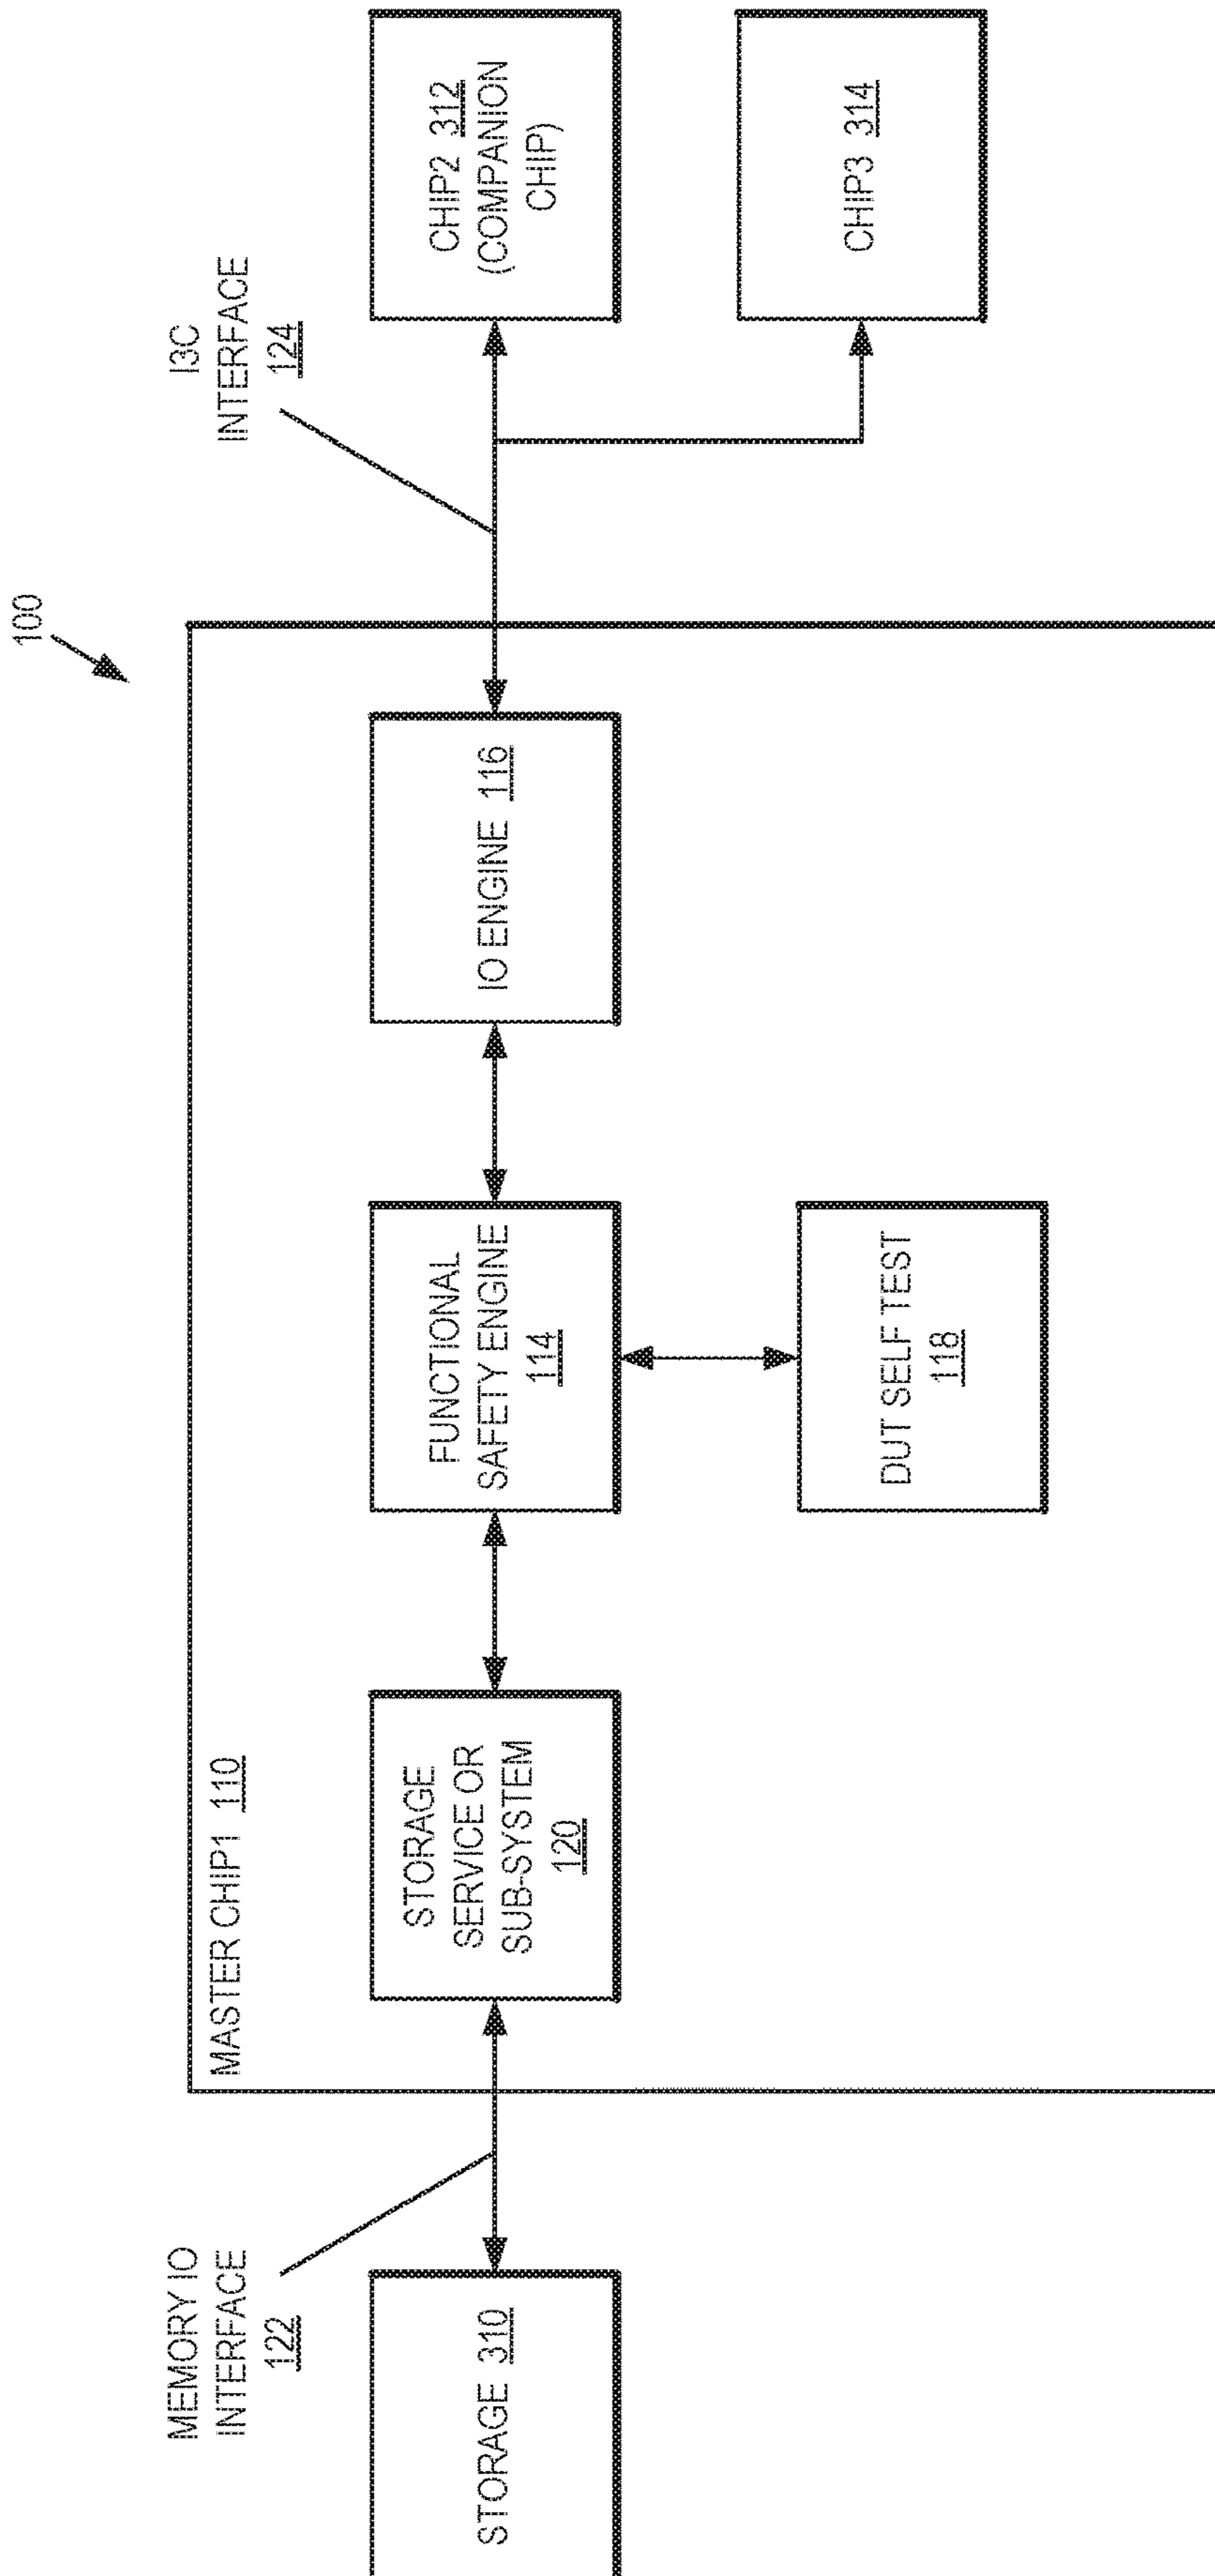 100
MEMORY IO
INTERFACE
122
I3C
INTERFACE
124
MASTER CHIP1 110
STORAGE 310
STORAGE
SERVICE OR
SUB-SYSTEM
120
FUNCTIONAL
SAFETY ENGINE
114
IO ENGINE 116
CHIP2 312
(COMPANION
CHIP)
DUT SELF TEST
118
CHIP3 314